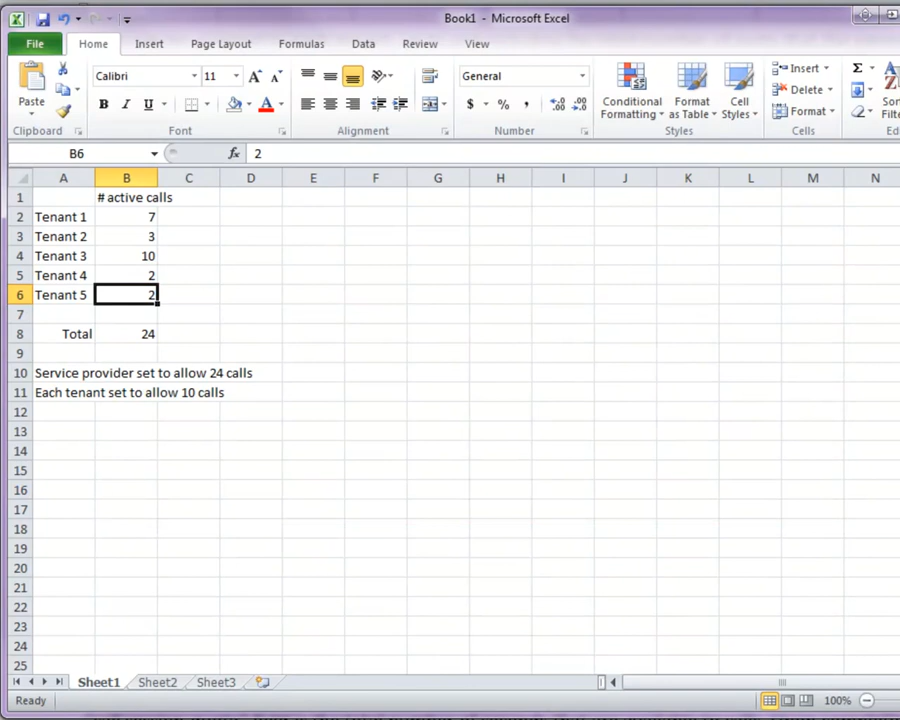 Book1 - Microsoft Excel
File Home Insert Page Layout Formulas Data Review View
Paste
Calibri 11
B I U A
General
$ % ,
Conditional Formatting
Format as Table
Cell Styles
Insert
Delete
Format
Σ
Clipboard Font Alignment Number Styles Cells
B6 fx 2
A B C D E F G H I J K L M N
1 # active calls
2 Tenant 1 7
3 Tenant 2 3
4 Tenant 3 10
5 Tenant 4 2
6 Tenant 5 2
7
8 Total 24
9
10 Service provider set to allow 24 calls
11 Each tenant set to allow 10 calls
12
13
14
15
16
17
18
19
20
21
22
23
24
25
Sheet1 Sheet2 Sheet3
Ready 100%